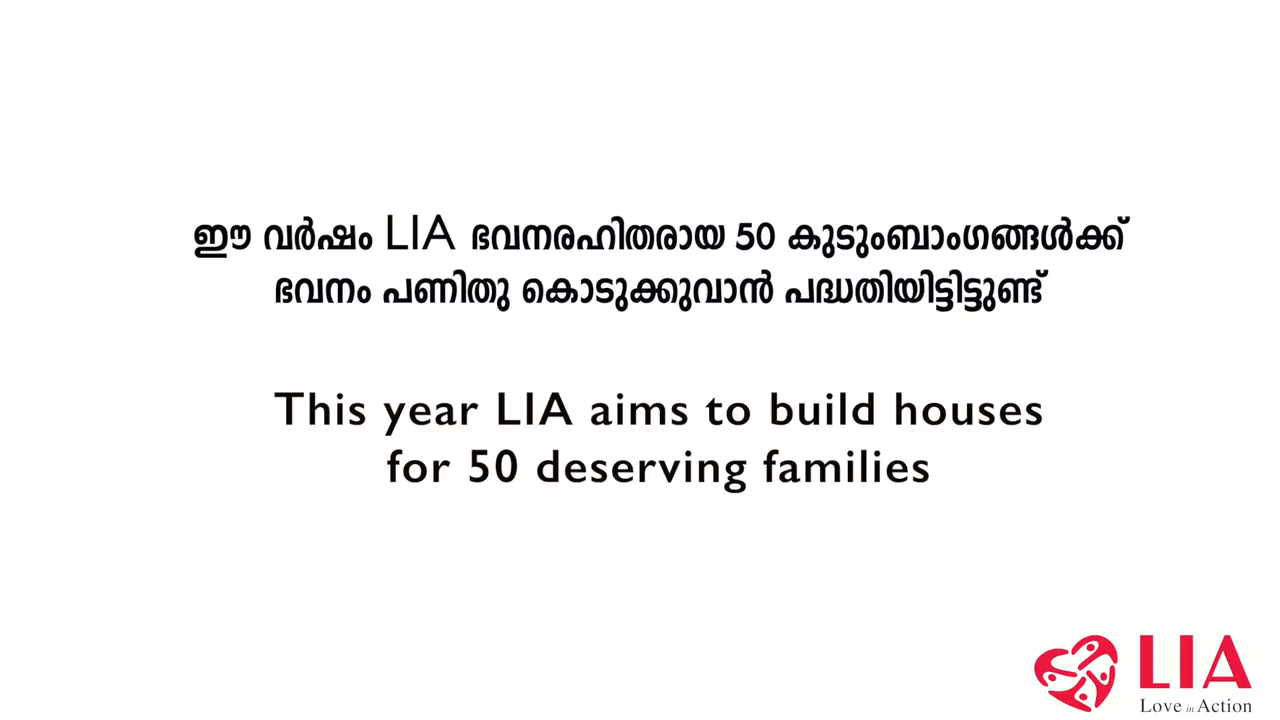 ഈ വർഷം LIA ഭവനരഹിതരായ 50 കുടുംബാംഗങ്ങൾക്ക്
ഭവനം പണിതു കൊടുക്കുവാൻ പദ്ധതിയിട്ടിട്ടുണ്ട്
This year LIA aims to build houses
for 50 deserving families
LIA
Love in Action